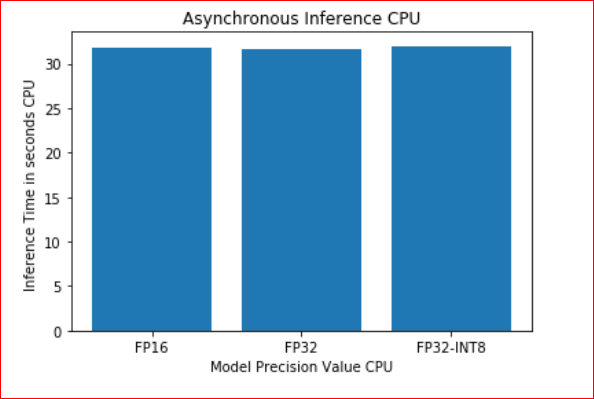 Asynchronous Inference CPU
Inference Time in seconds CPU
30
25
20
15
10
5
0
FP16 FP32 FP32-INT8
Model Precision Value CPU